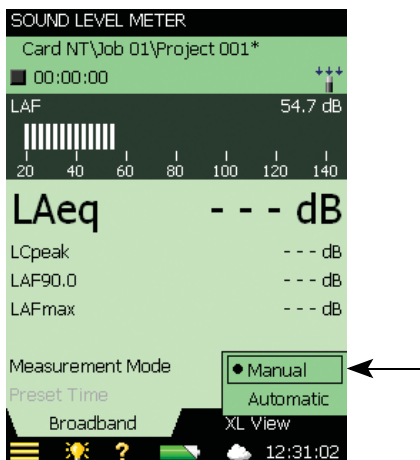 SOUND LEVEL METER
Card NT\Job 01\Project 001*
00:00:00
LAF 54.7 dB
20 40 60 80 100 120 140
LAeq - - - dB
LCpeak - - - dB
LAF90.0 - - - dB
LAFmax - - - dB
Measurement Mode Manual
Preset Time Automatic
Broadband XL View
? 12:31:02